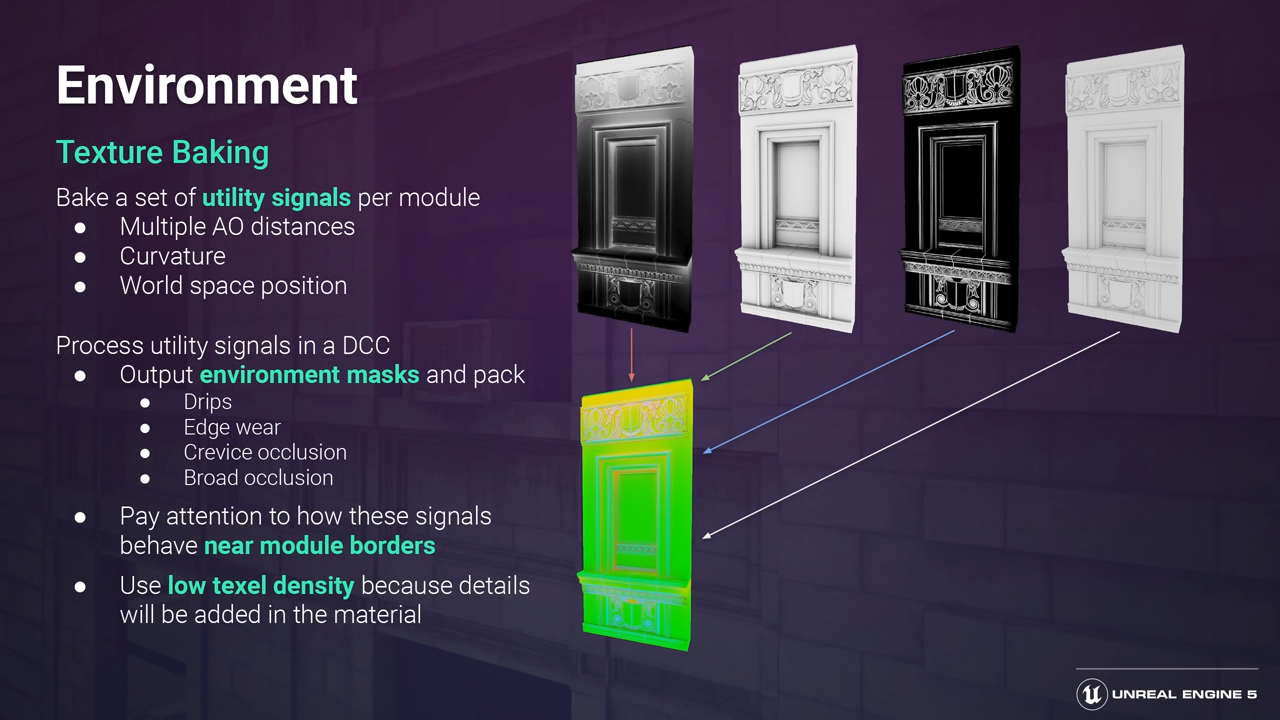 Environment
Texture Baking
Bake a set of utility signals per module
● Multiple AO distances
● Curvature
● World space position
Process utility signals in a DCC
● Output environment masks and pack
● Drips
● Edge wear
● Crevice occlusion
● Broad occlusion
● Pay attention to how these signals
behave near module borders
● Use low texel density because details
will be added in the material
UNREAL ENGINE 5